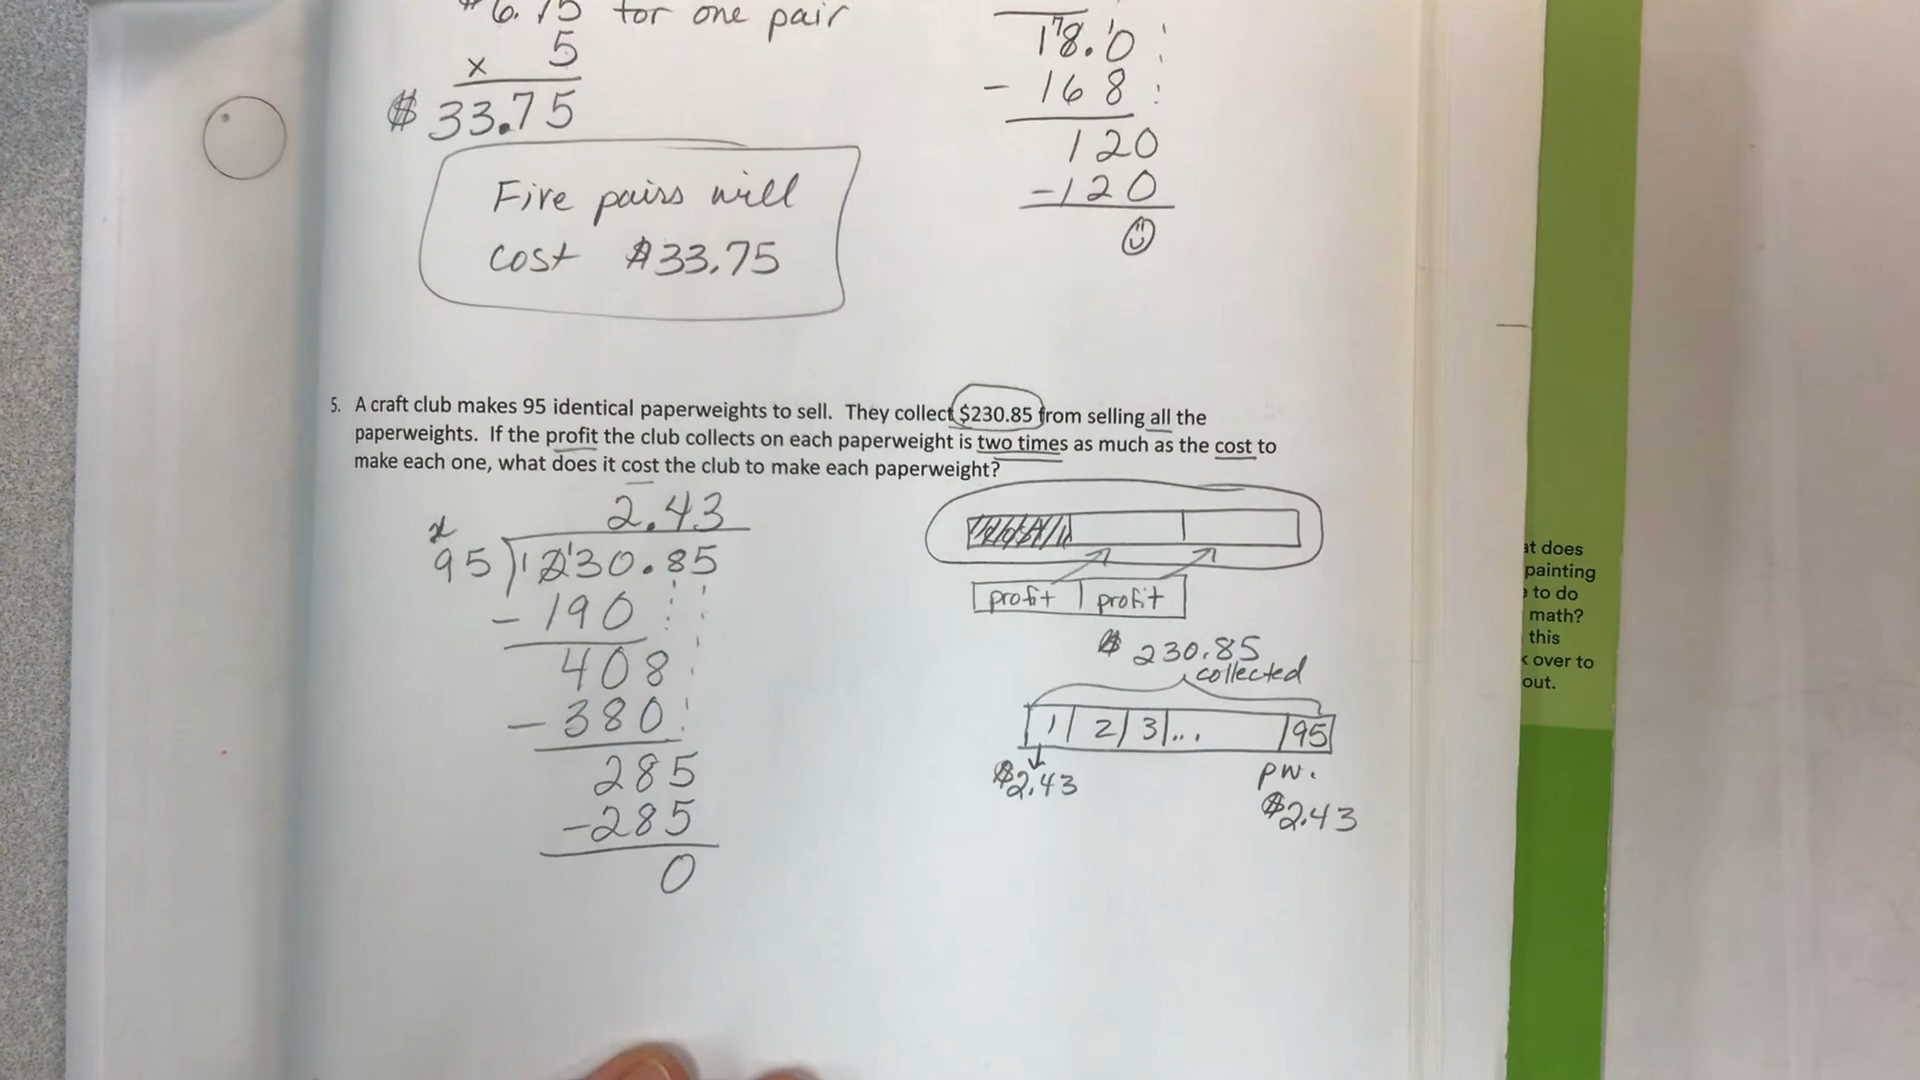 $6.75 for one pair
x 5
$33.75
Five pairs will
cost $33.75
18.0
- 168
120
-120
0
5. A craft club makes 95 identical paperweights to sell. They collect $230.85 from selling all the
paperweights. If the profit the club collects on each paperweight is two times as much as the cost to
make each one, what does it cost the club to make each paperweight?
2.43
95 230.85
- 190
408
- 380
285
-285
0
profit profit
$230.85
collected
1 2 3 ... 95
$2.43
pw.
$2.43
at does
painting
to do
math?
this
over to
out.